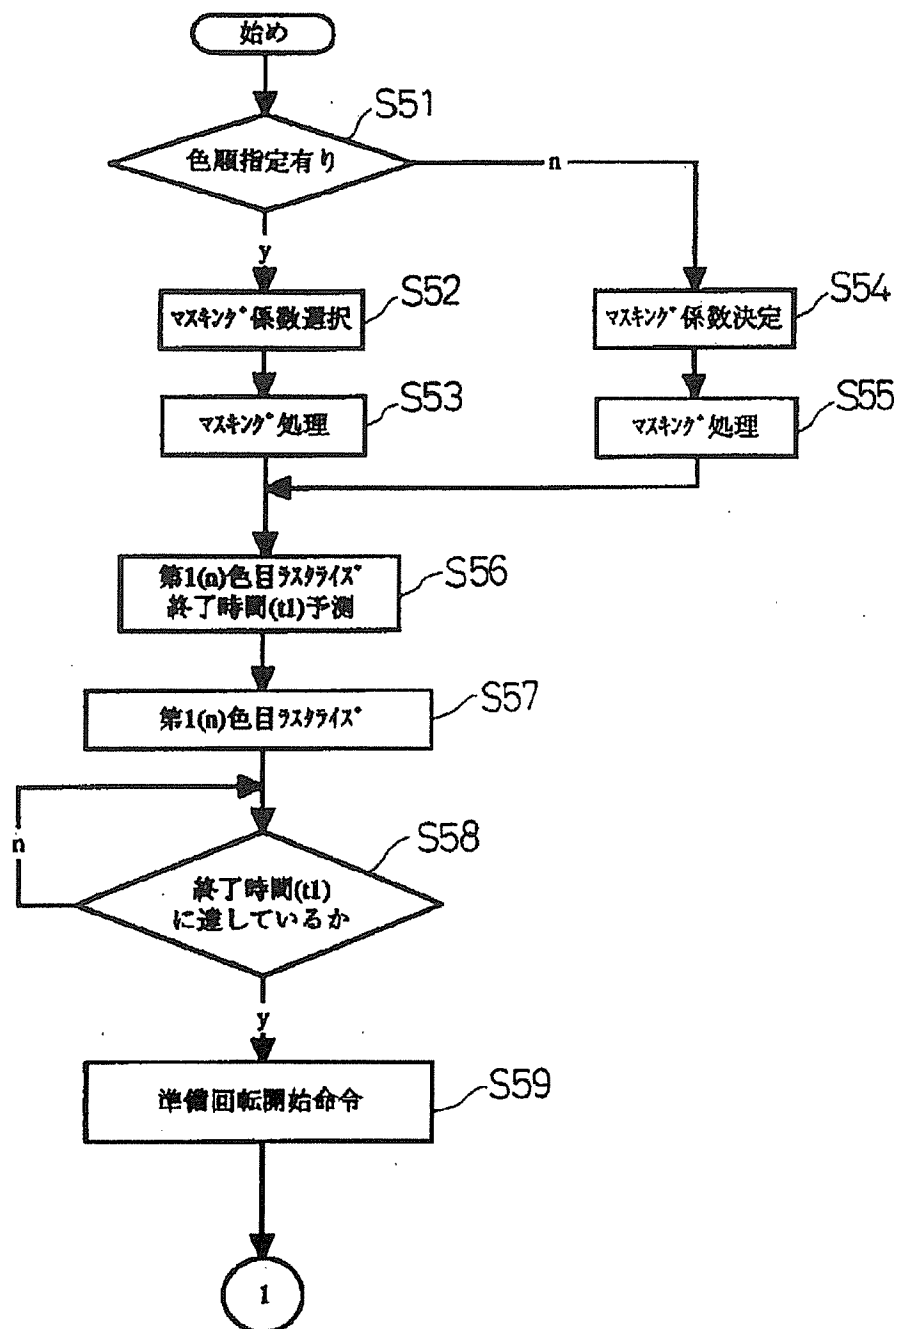 始め
S51
色順指定有り
n
y
S52
マスキング係数選択
S54
マスキング係数決定
S53
マスキング処理
S55
マスキング処理
S56
第1(n)色目ラスタライズ
終了時間(t1)予測
S57
第1(n)色目ラスタライズ
n
S58
終了時間(t1)
に達しているか
y
S59
準備回転開始命令
1